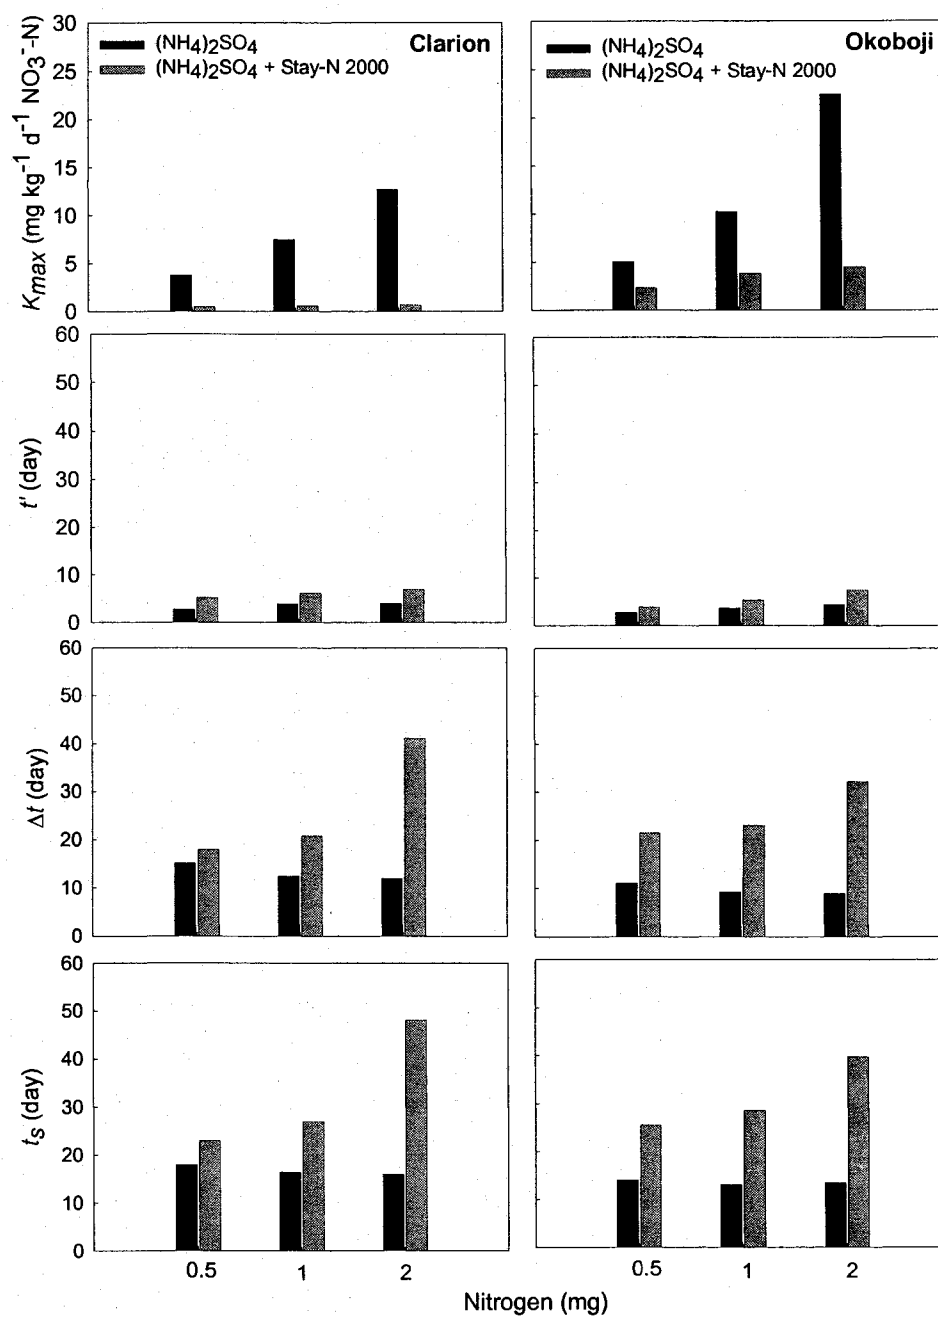 30
25
20
15
10
5
0
Kmax (mg kg⁻¹ d⁻¹ NO3⁻-N)
(NH4)2SO4
(NH4)2SO4 + Stay-N 2000
Clarion
(NH4)2SO4
(NH4)2SO4 + Stay-N 2000
Okoboji
60
50
40
30
20
10
0
t' (day)
60
50
40
30
20
10
0
Δt (day)
60
50
40
30
20
10
0
ts (day)
0.5 1 2
0.5 1 2
Nitrogen (mg)